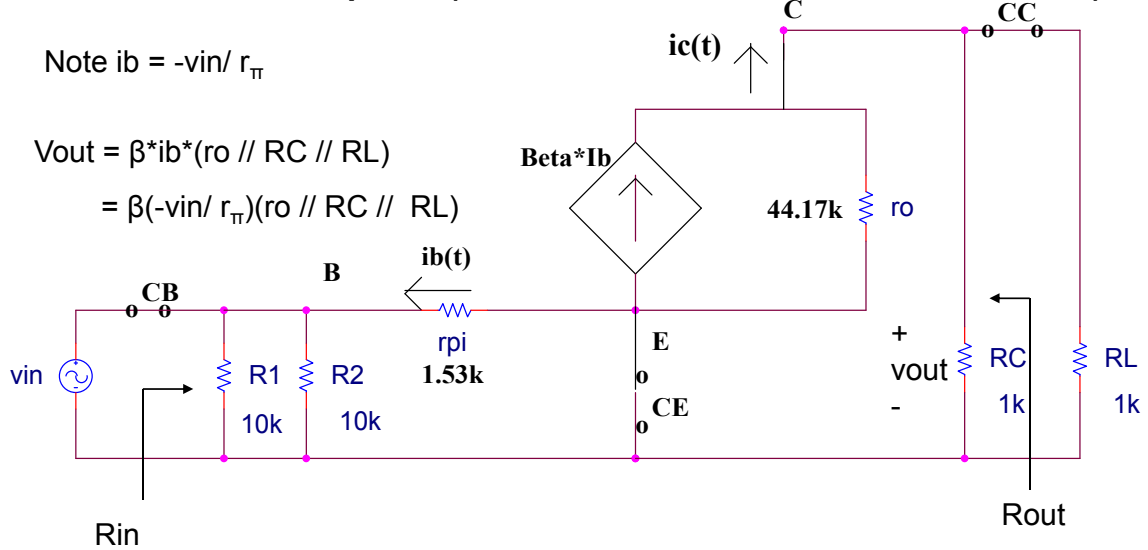 C
CC
ic(t)
Note ib = -vin/ rπ
Vout = β*ib*(ro // RC // RL)
= β(-vin/ rπ)(ro // RC // RL)
Beta*Ib
44.17k
ro
ib(t)
B
CB
rpi
1.53k
E
CE
vin
R1
10k
R2
10k
+
vout
-
RC
1k
RL
1k
Rin
Rout